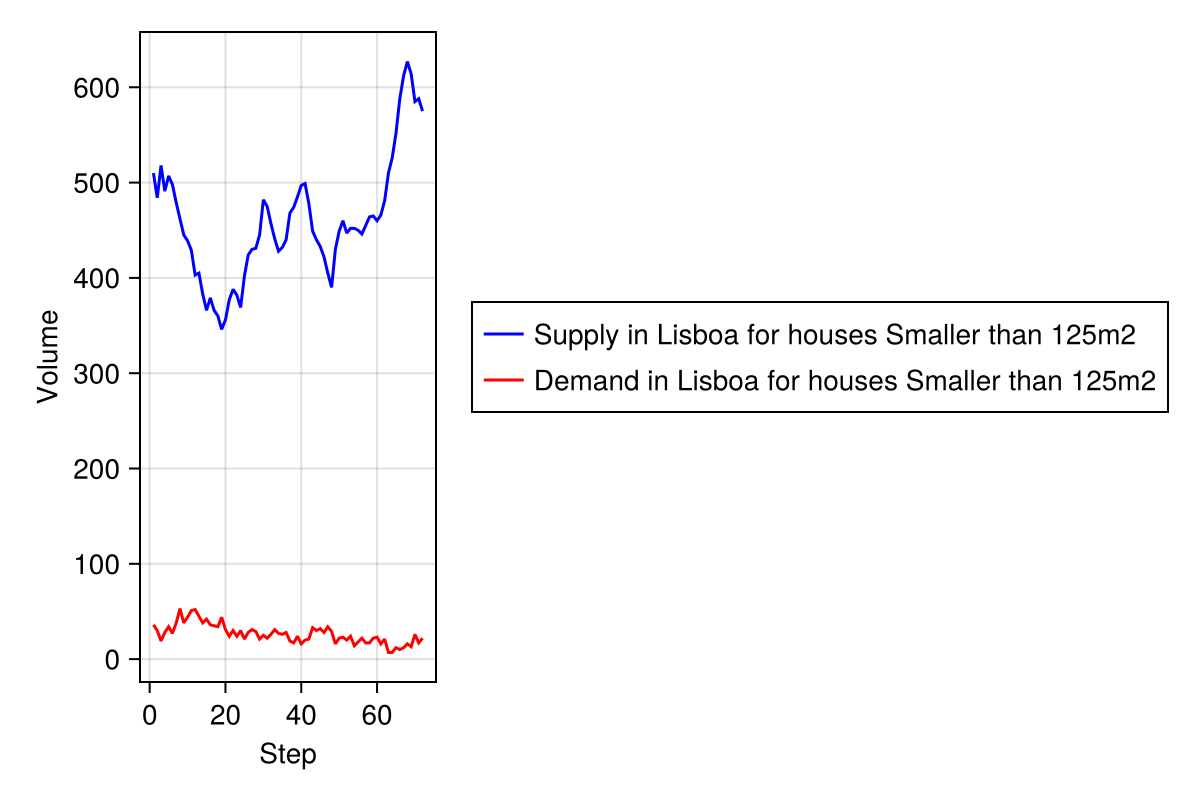 Volume
600
500
400
300
200
100
0
0 20 40 60
Step
Supply in Lisboa for houses Smaller than 125m2
Demand in Lisboa for houses Smaller than 125m2